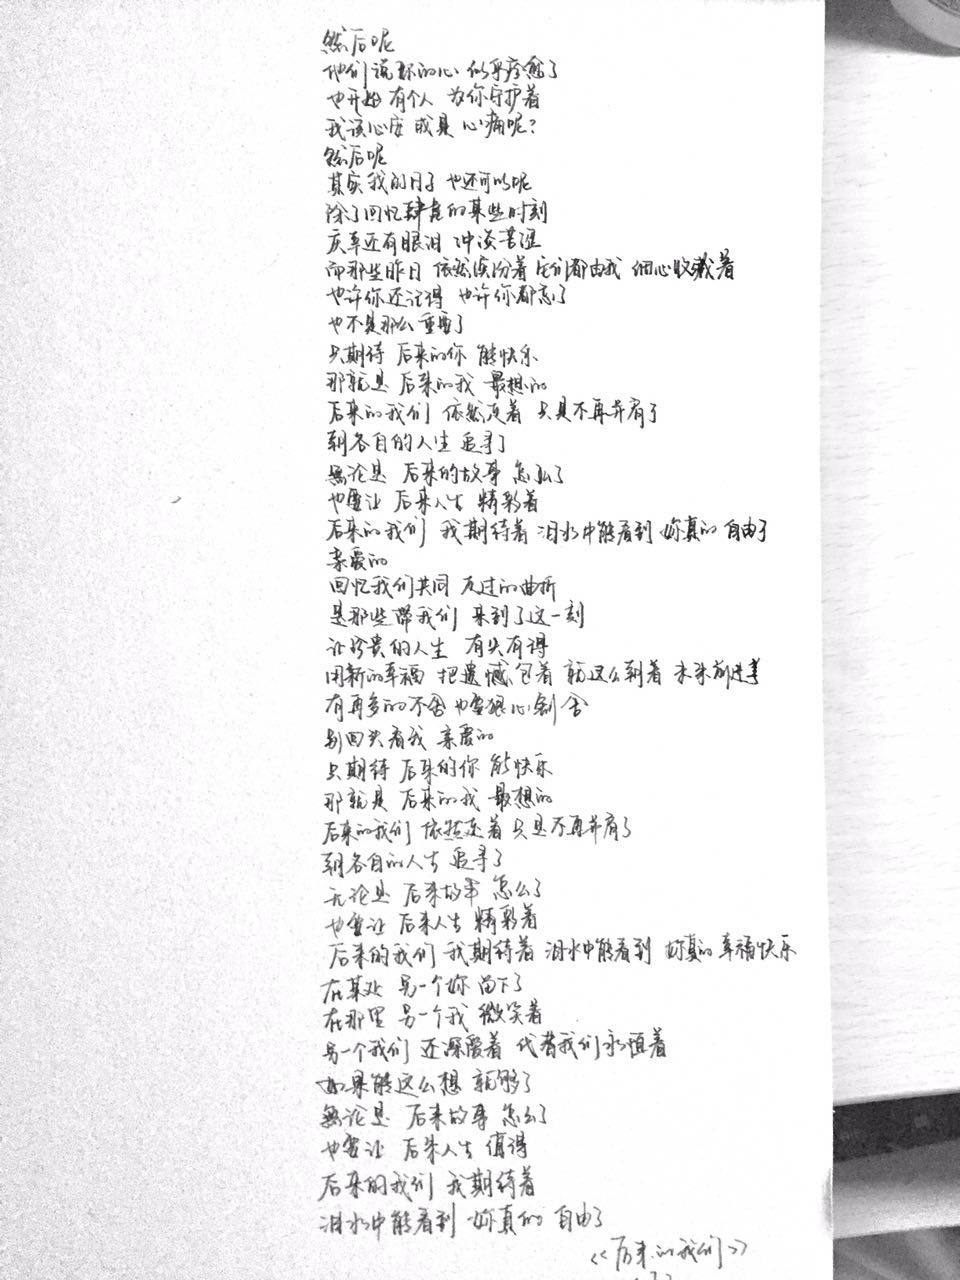 然后呢
他们说你的心 似乎痊愈了
也开始有个人 为你守护着
我该心安 或是 心痛呢?
然后呢
其实我的日子 也还可以呢
除了回忆肆虐的某些时刻
庆幸还有眼泪 冲淡苦涩
而那些昨日 依然缤纷着 它们都由我 细心收藏着
也许你还记得 也许你都忘了
也不是那么 重要了
只期待 后来的你 能快乐
那就是 后来的我 最想的
后来的我们 依然走着 只是不再并肩了
朝各自的人生 追寻了
無论是 后来的故事 怎么了
也要让 后来人生 精彩着
后来的我们 我期待着 泪水中能看到 妳真的 自由了
亲爱的
回忆我们共同 走过的曲折
是那些带我们 来到了这一刻
让珍贵的人生 有失有得
用新的幸福 把遗憾包着 就这么朝着 未来前进着
有再多的不舍 也要狠心割舍
别回头看我 亲爱的
只期待 后来的你 能快乐
那就是 后来的我 最想的
后来的我们 依然走着 只是不再并肩了
朝各自的人生 追寻了
无论是 后来故事 怎么了
也要让 后来人生 精彩着
后来的我们 我期待着 泪水中能看到 妳真的 幸福快乐
在某处 另一个妳 留下了
在那里 另一个我 微笑着
另一个我们 还深爱着 代替我们永恒着
如果能这么想 就够了
無论是 后来故事 怎么了
也要让 后来人生 值得
后来的我们 我期待着
泪水中能看到 妳真的 自由了
《后来的我们》